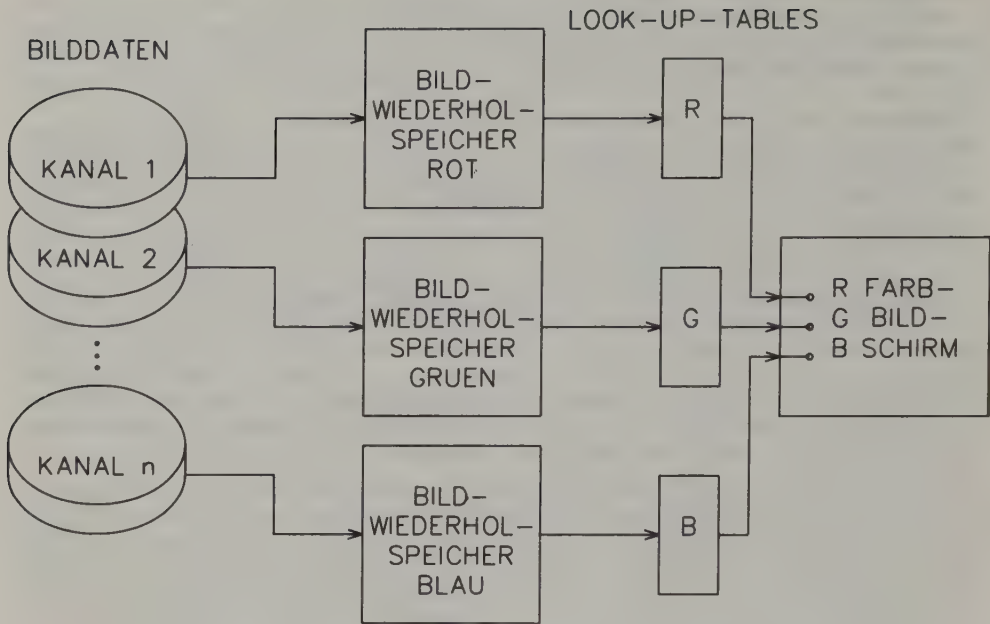 LOOK-UP-TABLES
BILDDATEN
KANAL 1
KANAL 2
KANAL n
BILD-
WIEDERHOL-
SPEICHER
ROT
BILD-
WIEDERHOL-
SPEICHER
GRUEN
BILD-
WIEDERHOL-
SPEICHER
BLAU
R
G
B
R FARB-
G BILD-
B SCHIRM